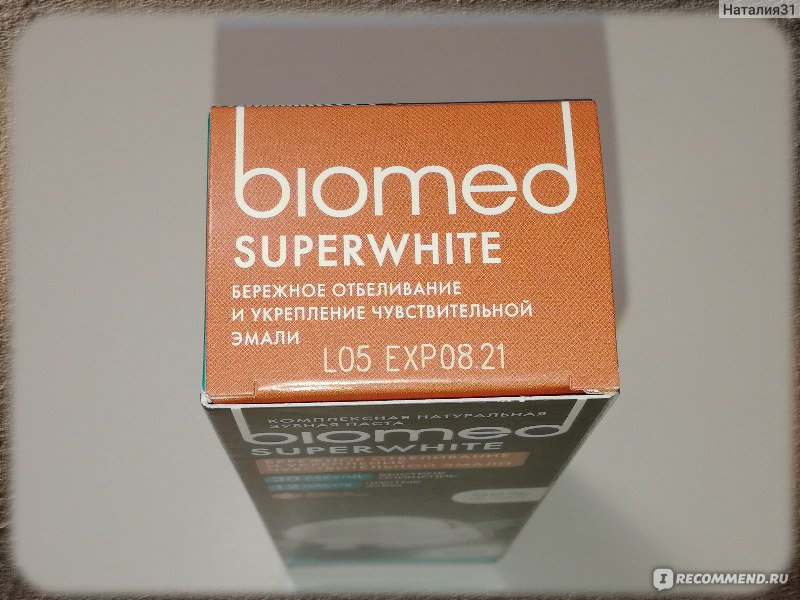 Наталия31
biomed
SUPERWHITE
БЕРЕЖНОЕ ОТБЕЛИВАНИЕ
И УКРЕПЛЕНИЕ ЧУВСТВИТЕЛЬНОЙ
ЭМАЛИ
L05 EXP08.21
КОМПЛЕКСНАЯ НАТУРАЛЬНАЯ
ЗУБНАЯ ПАСТА
biomed
SUPERWHITE
IRECOMMEND.RU